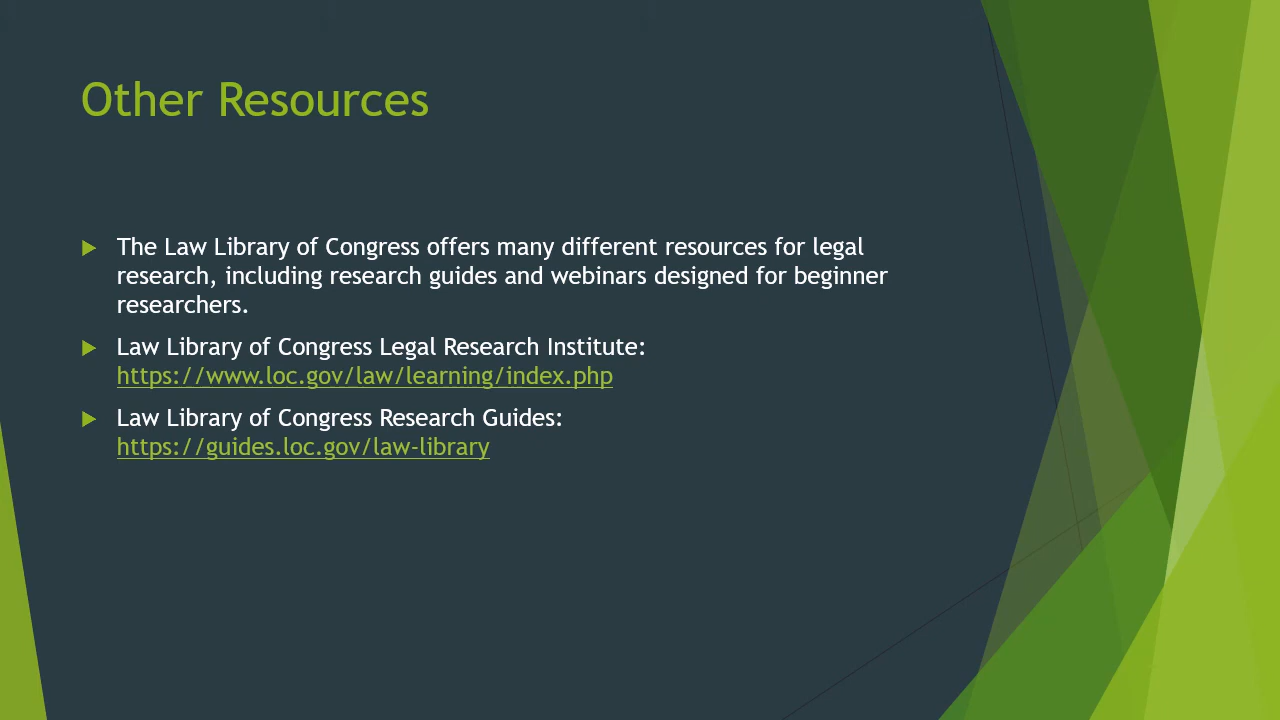 Other Resources
The Law Library of Congress offers many different resources for legal
research, including research guides and webinars designed for beginner
researchers.
Law Library of Congress Legal Research Institute:
https://www.loc.gov/law/learning/index.php
Law Library of Congress Research Guides:
https://guides.loc.gov/law-library